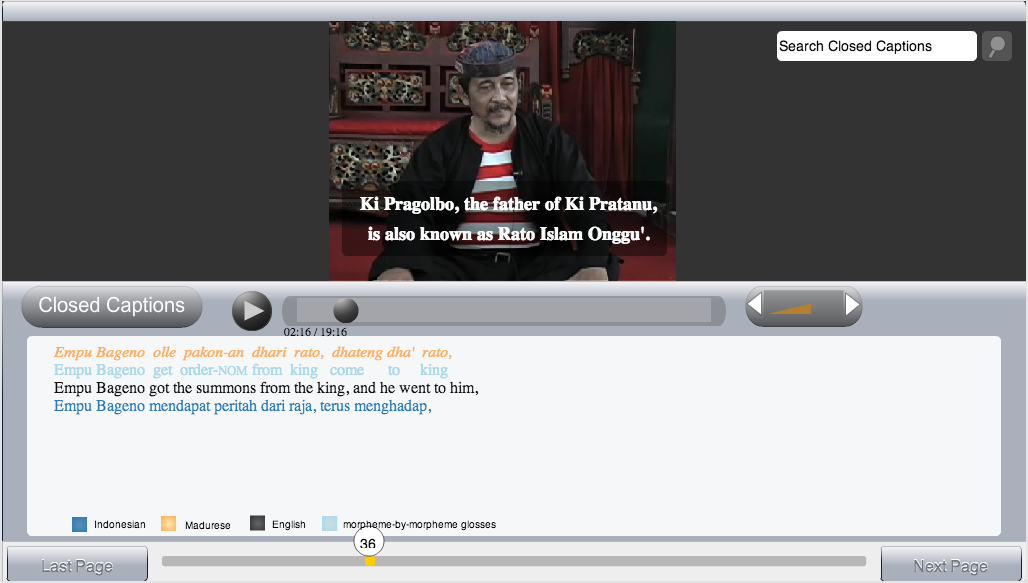 Search Closed Captions
Ki Pragolbo, the father of Ki Pratanu,
is also known as Rato Islam Onggu'.
Closed Captions
02:16 / 19:16
Empu Bageno olle pakon-an dhari rato, dhateng dha' rato,
Empu Bageno get order-NOM from king come to king
Empu Bageno got the summons from the king, and he went to him,
Empu Bageno mendapat peritah dari raja, terus menghadap,
Indonesian Madurese English morpheme-by-morpheme glosses
36
Last Page
Next Page